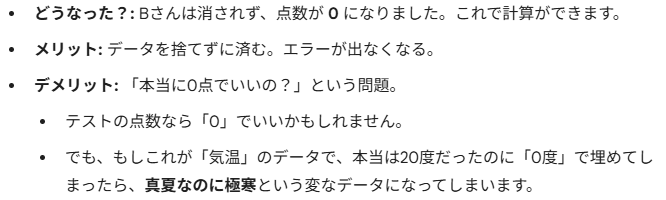 • どうなった？: Bさんは消されず、点数が 0 になりました。これで計算ができます。
• メリット: データを捨てずに済む。エラーが出なくなる。
• デメリット: 「本当に0点でいいの？」という問題。
• テストの点数なら「0」でいいかもしれません。
• でも、もしこれが「気温」のデータで、本当は20度だったのに「0度」で埋めてし
まったら、真夏なのに極寒という変なデータになってしまいます。